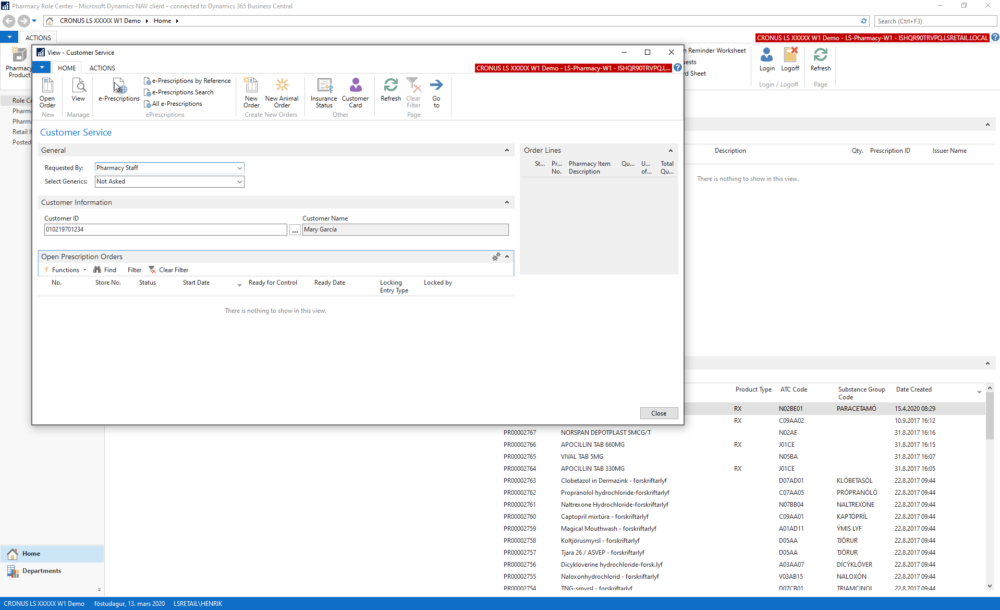 Pharmacy Role Center - Microsoft Dynamics NAV client - connected to Dynamics 365 Business Central
CRONUS LS XXXXX W1 Demo Home
Search (Ctrl+F3)
ACTIONS
CRONUS LS XXXXX W1 Demo - LS-Pharmacy-W1 - ISHQR90TRVPQ.LSRETAIL.LOCAL
Pharmacy
Product
Reminder Worksheet
Sheet
Login
Logoff
Refresh
Login / Logoff
Page
Role
Retail
Posted
View - Customer Service
HOME
ACTIONS
CRONUS LS XXXXX W1 Demo - LS-Pharmacy-W1 - ISHQR90TRVPQ.L...
Open
Order
View
e-Prescriptions
e-Prescriptions by Reference
e-Prescriptions Search
All e-Prescriptions
New
Order
New Animal
Order
Insurance
Status
Customer
Card
Refresh
Clear
Filter
Go
to
New
Manage
ePrescriptions
Create New Orders
Other
Page
Customer Service
General
Requested By: Pharmacy Staff
Select Generics: Not Asked
Customer Information
Customer ID
Customer Name
010219701234
...
Mary García
Open Prescription Orders
Functions
Find
Filter
Clear Filter
No.
Store No.
Status
Start Date
Ready for Control
Ready Date
Locking
Entry Type
Locked by
There is nothing to show in this view.
Order Lines
St...
Pr...
No.
Pharmacy Item
Description
Qu...
U...
of...
Total
Qu...
Close
Description
Qty.
Prescription ID
Issuer Name
There is nothing to show in this view.
Product Type
ATC Code
Substance Group
Code
Date Created
RX N02BE01 PARACETAMÓ 15.4.2020 08:29
RX C09AA02 10.9.2017 16:12
PR00002767 NORSPAN DEPOTPLAST 5MCG/T N02AE 31.8.2017 16:16
PR00002766 APOCILLIN TAB 660MG RX J01CE 31.8.2017 16:15
PR00002765 VIVAL TAB 5MG N05BA 31.8.2017 16:07
PR00002764 APOCILLIN TAB 330MG RX J01CE 31.8.2017 16:05
PR00002763 Clobetazol in Dermazink - forskriftarlyf D07AD01 KLÓBETASÓL 22.8.2017 09:44
PR00002762 Propranolol hydrochloride-forskriftarlyf C07AA05 PRÓPRANÓLÓ 22.8.2017 09:44
PR00002761 Naltrexone Hydrochloride-forskriftarlyf N07BB04 NALTREXONE 22.8.2017 09:44
PR00002760 Captopril mixtúra - forskriftarlyf C09AA01 KAPTÓPRÍL 22.8.2017 09:44
PR00002759 Magical Mouthwash - forskriftarlyf A01AD11 ÝMIS LYF 22.8.2017 09:44
PR00002758 Koltjörusmyrsl - forskriftarlyf D05AA TJÖRUR 22.8.2017 09:44
PR00002757 Tjara 26 / ASVEP - forskriftarlyf D05AA TJÖRUR 22.8.2017 09:44
PR00002756 Dicykloverine hydrochloride-forsk.lyf A03AA07 DÍCÝKLÓVER 22.8.2017 09:44
PR00002755 Naloxonhydrochlorid - forskriftarlyf V03AB15 NALOXÓN 22.8.2017 09:44
PR00002754 TNG-smyrsl - forskriftarlyf D07CB01 TRIAMCINOL 22.8.2017 09:44
Home
Departments
CRONUS LS XXXXX W1 Demo föstudagur, 13. mars 2020 LSRETAIL\HENRIK